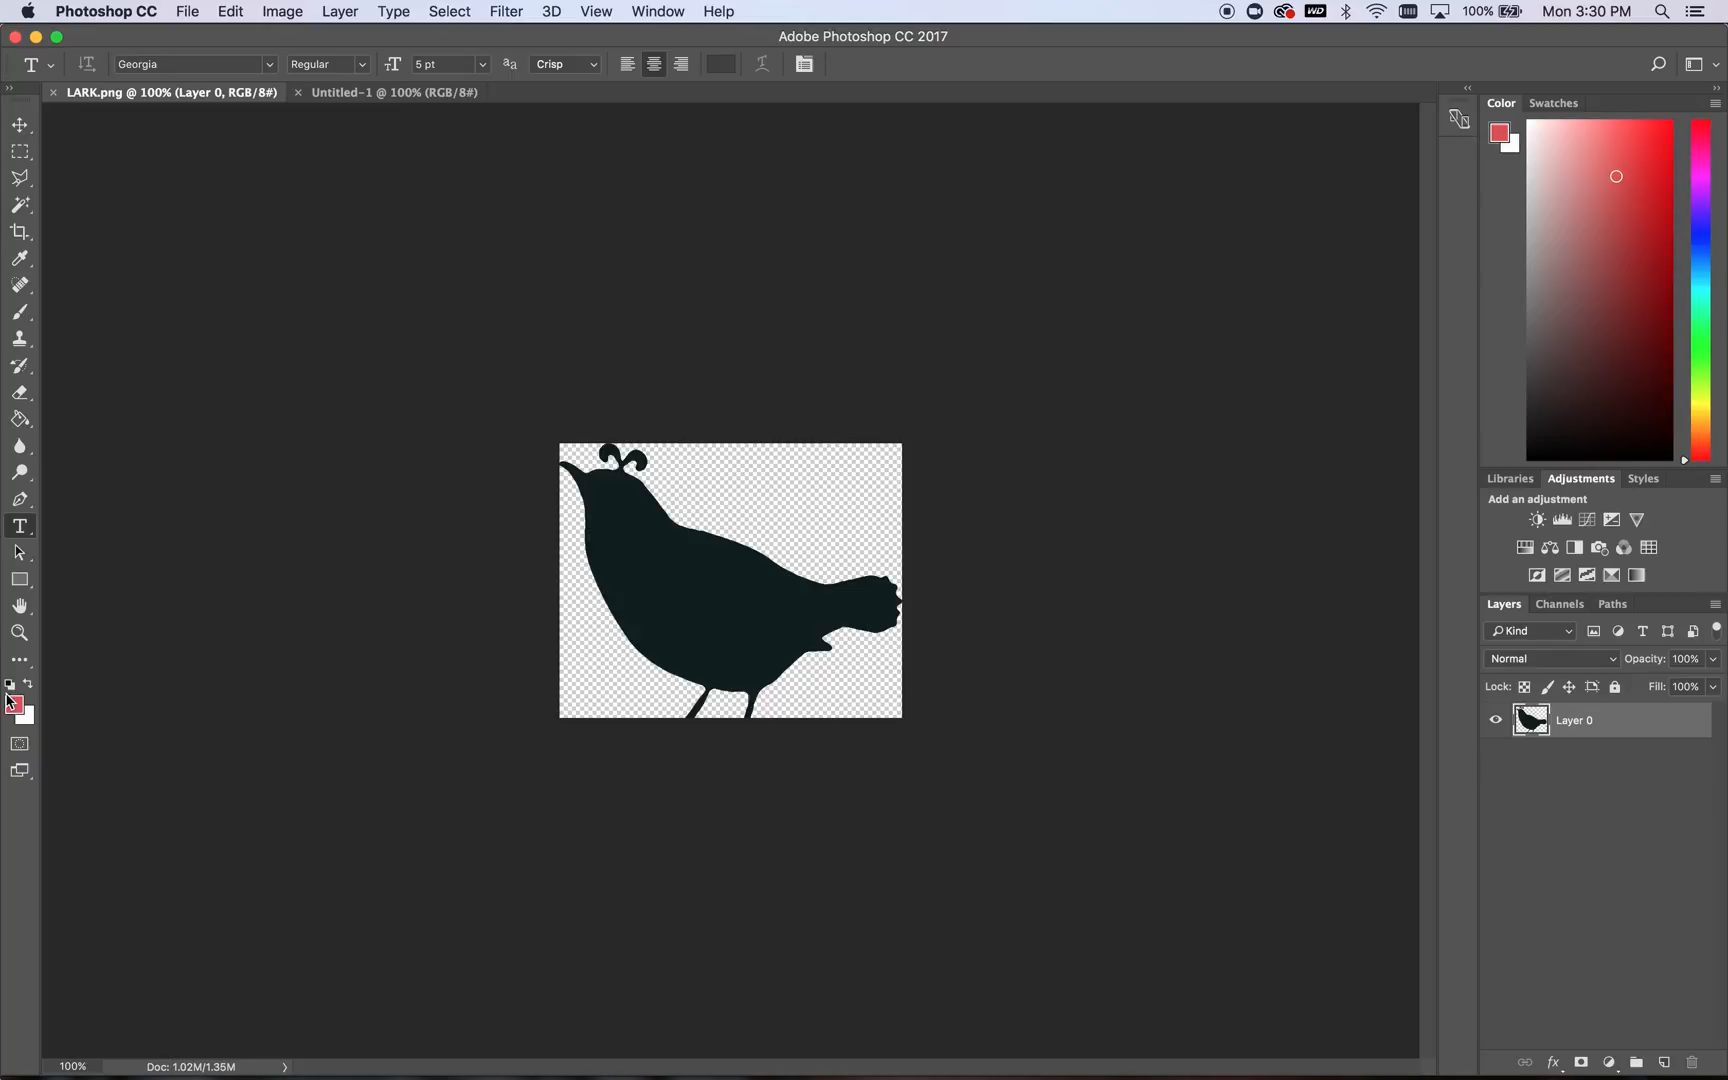 Photoshop CC File Edit Image Layer Type Select Filter 3D View Window Help WD 100% Mon 3:30 PM
Adobe Photoshop CC 2017
T Georgia Regular 5 pt aa Crisp
LARK.png @ 100% (Layer 0, RGB/8#) Untitled-1 @ 100% (RGB/8#)
Color Swatches
Libraries Adjustments Styles
Add an adjustment
Layers Channels Paths
Kind
Normal Opacity: 100%
Lock: Fill: 100%
Layer 0
100% Doc: 1.02M/1.35M
fx